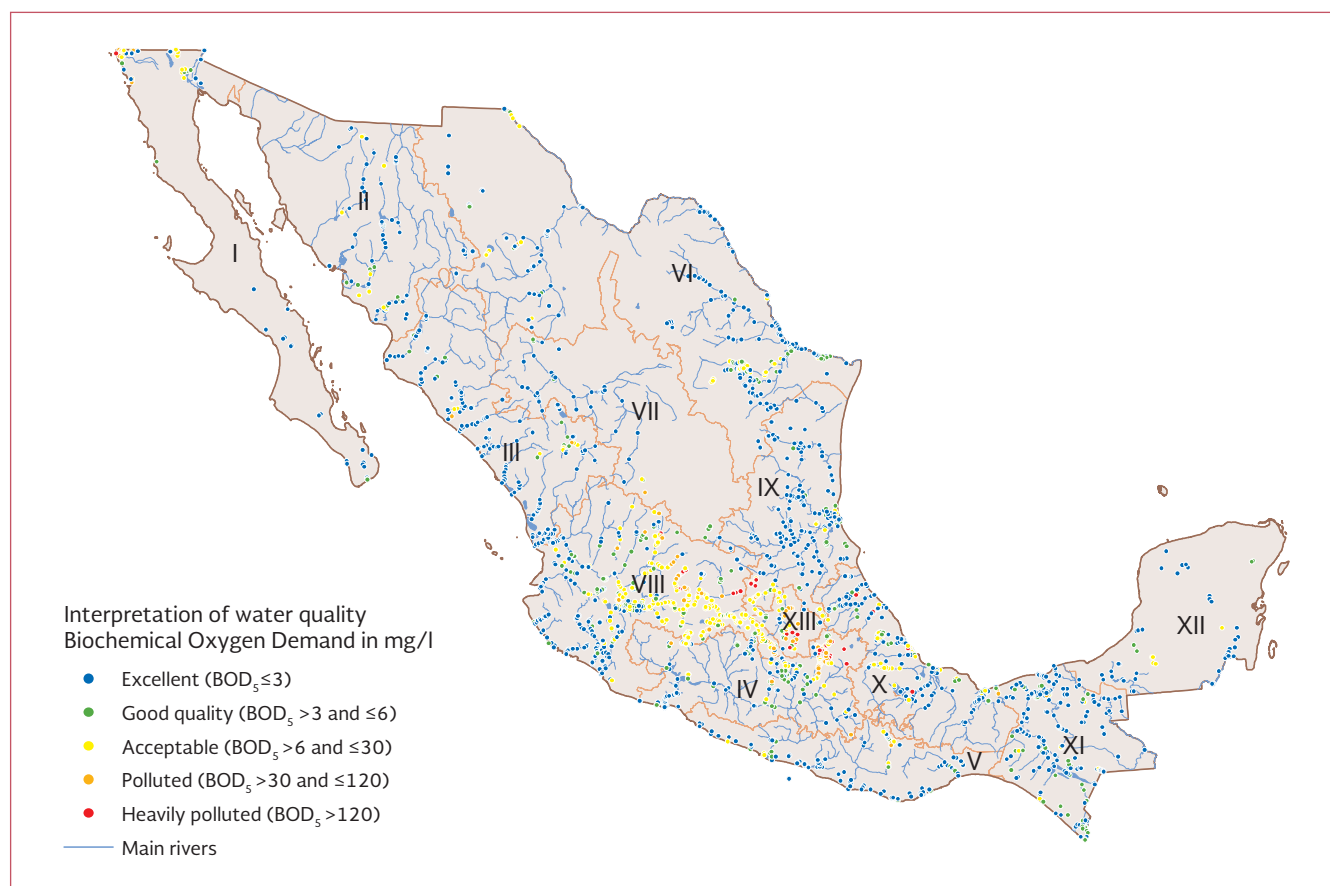 II
I
VI
VII
III
IX
VIII
XIII
XII
IV
X
XI
V
Interpretation of water quality
Biochemical Oxygen Demand in mg/l
Excellent (BOD₅≤3)
Good quality (BOD₅ >3 and ≤6)
Acceptable (BOD₅ >6 and ≤30)
Polluted (BOD₅ >30 and ≤120)
Heavily polluted (BOD₅ >120)
Main rivers